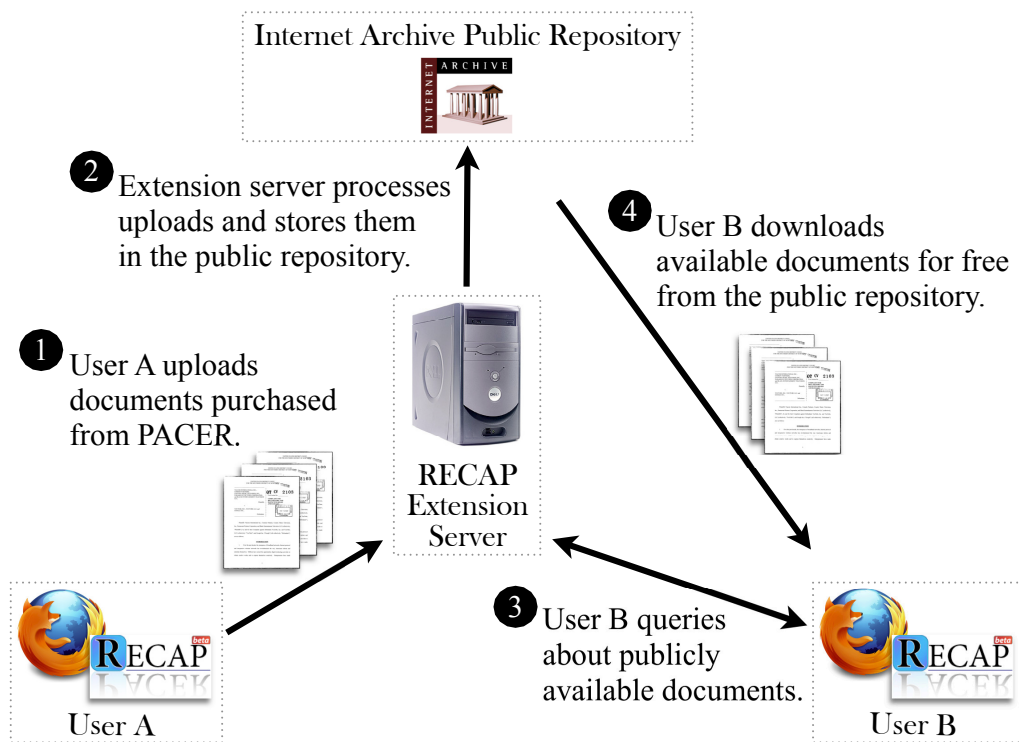 Internet Archive Public Repository
INTERNET
ARCHIVE
2
Extension server processes
uploads and stores them
in the public repository.
4
User B downloads
available documents for free
from the public repository.
1
User A uploads
documents purchased
from PACER.
RECAP
Extension
Server
3
User B queries
about publicly
available documents.
RECAP
beta
User A
RECAP
beta
User B